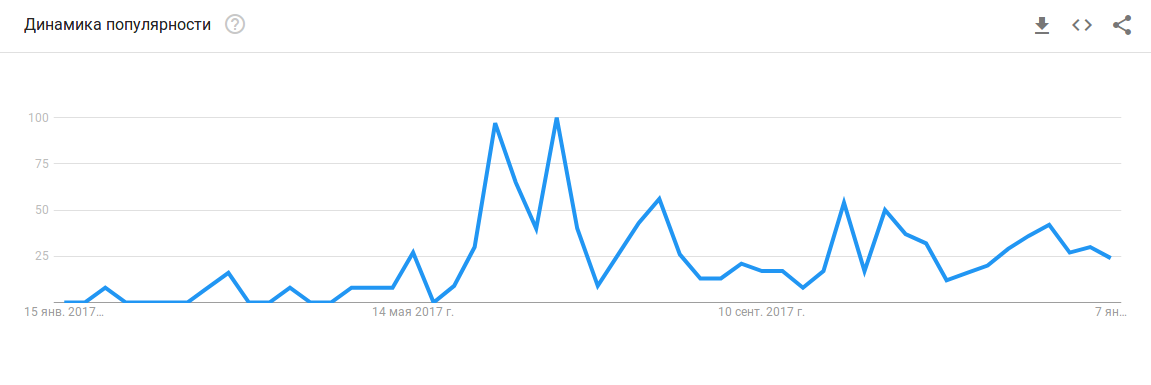 Динамика популярности
100
75
50
25
15 янв. 2017…
14 мая 2017 г.
10 сент. 2017 г.
7 ян…